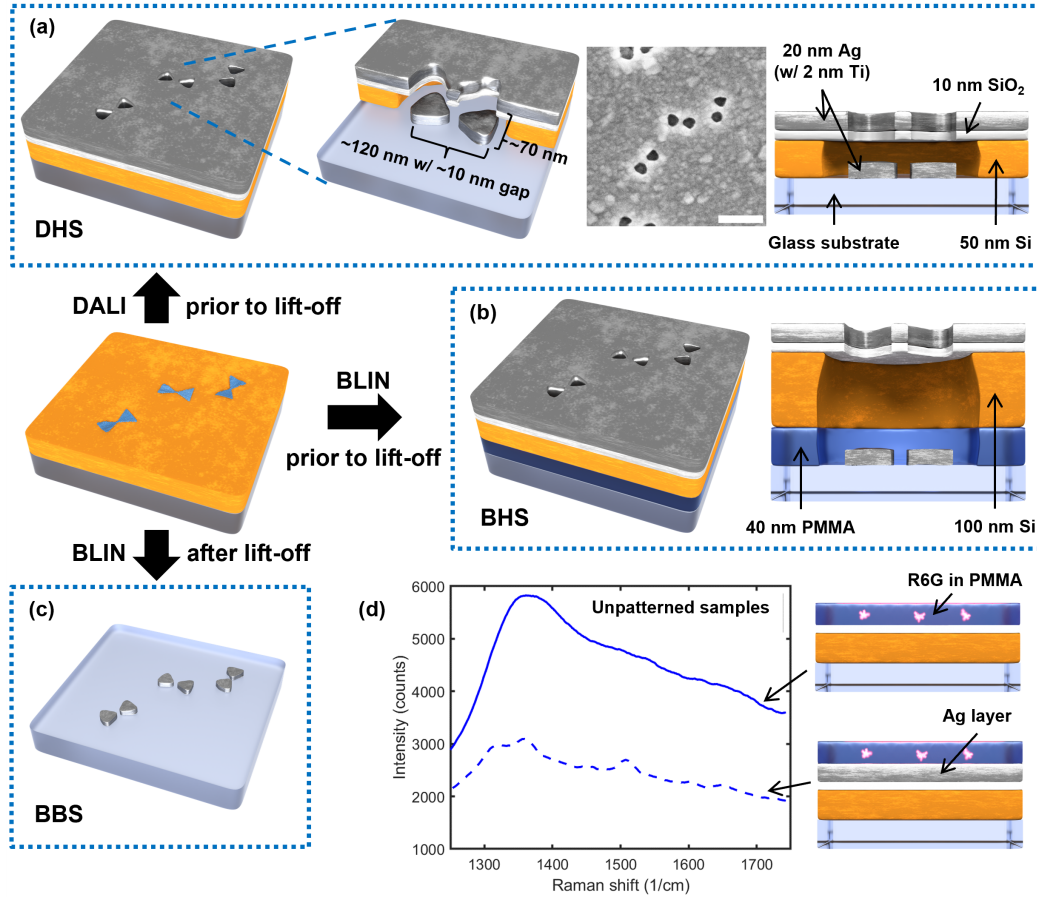 (a)
DHS
~120 nm w/ ~10 nm gap
~70 nm
20 nm Ag
(w/ 2 nm Ti)
10 nm SiO₂
Glass substrate
50 nm Si
DALI
prior to lift-off
BLIN
prior to lift-off
BLIN
after lift-off
(b)
BHS
40 nm PMMA
100 nm Si
(c)
BBS
(d)
Unpatterned samples
6000
5000
4000
3000
2000
1000
Intensity (counts)
1300
1400
1500
1600
1700
Raman shift (1/cm)
R6G in PMMA
Ag layer